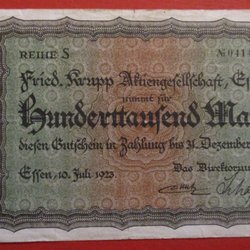 REIHE S
Fried. Krupp Aktiengesellschaft, Es
nimmt für
Hunderttausend Ma
diesen Gutschein in Zahlung bis 31. Dezember
Das Direktorium
Essen, 10. Juli 1923.